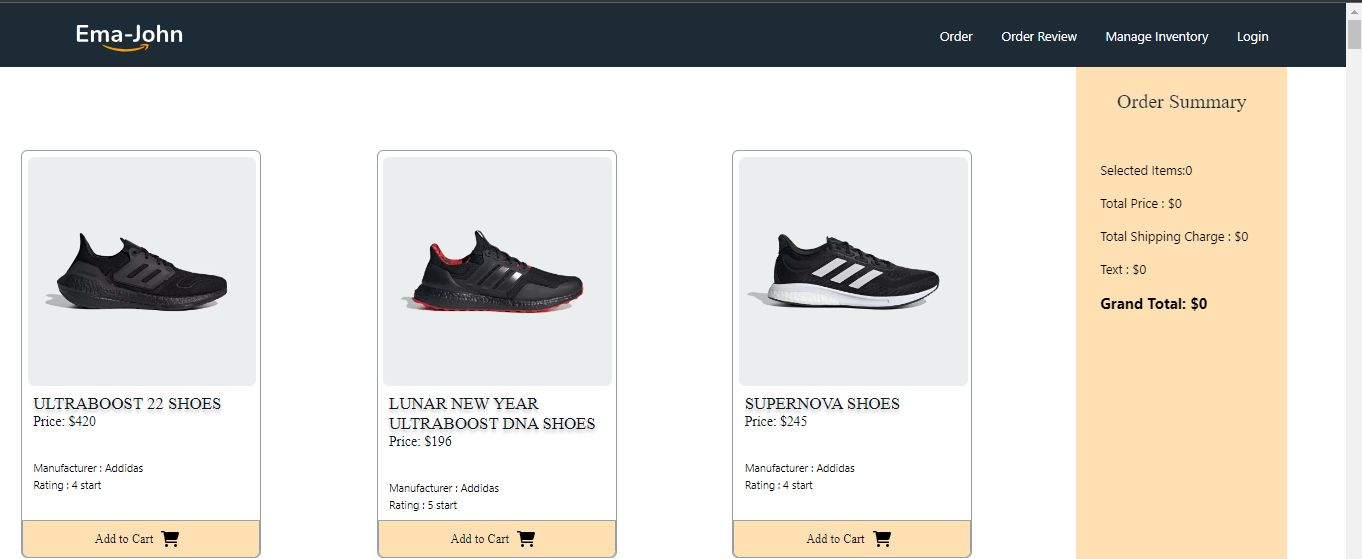 Ema-John
Order Order Review Manage Inventory Login
Order Summary
Selected Items:0
Total Price : $0
Total Shipping Charge : $0
Text : $0
Grand Total: $0
ULTRABOOST 22 SHOES
Price: $420
Manufacturer : Addidas
Rating : 4 start
Add to Cart
LUNAR NEW YEAR
ULTRABOOST DNA SHOES
Price: $196
Manufacturer : Addidas
Rating : 5 start
Add to Cart
SUPERNOVA SHOES
Price: $245
Manufacturer : Addidas
Rating : 4 start
Add to Cart